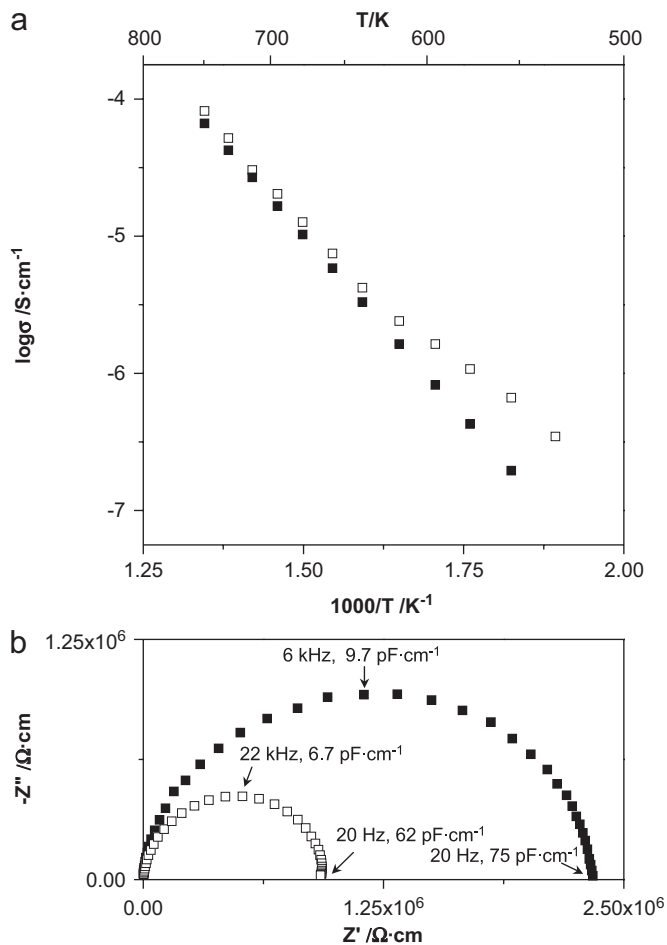 a
T/K
800 700 600 500
-4
-5
-6
-7
logσ /S·cm⁻¹
1.25 1.50 1.75 2.00
1000/T /K⁻¹
b
1.25x10⁶
6 kHz, 9.7 pF·cm⁻¹
22 kHz, 6.7 pF·cm⁻¹
-Z" /Ω·cm
20 Hz, 62 pF·cm⁻¹
20 Hz, 75 pF·cm⁻¹
0.00
0.00 1.25x10⁶ 2.50x10⁶
Z' /Ω·cm